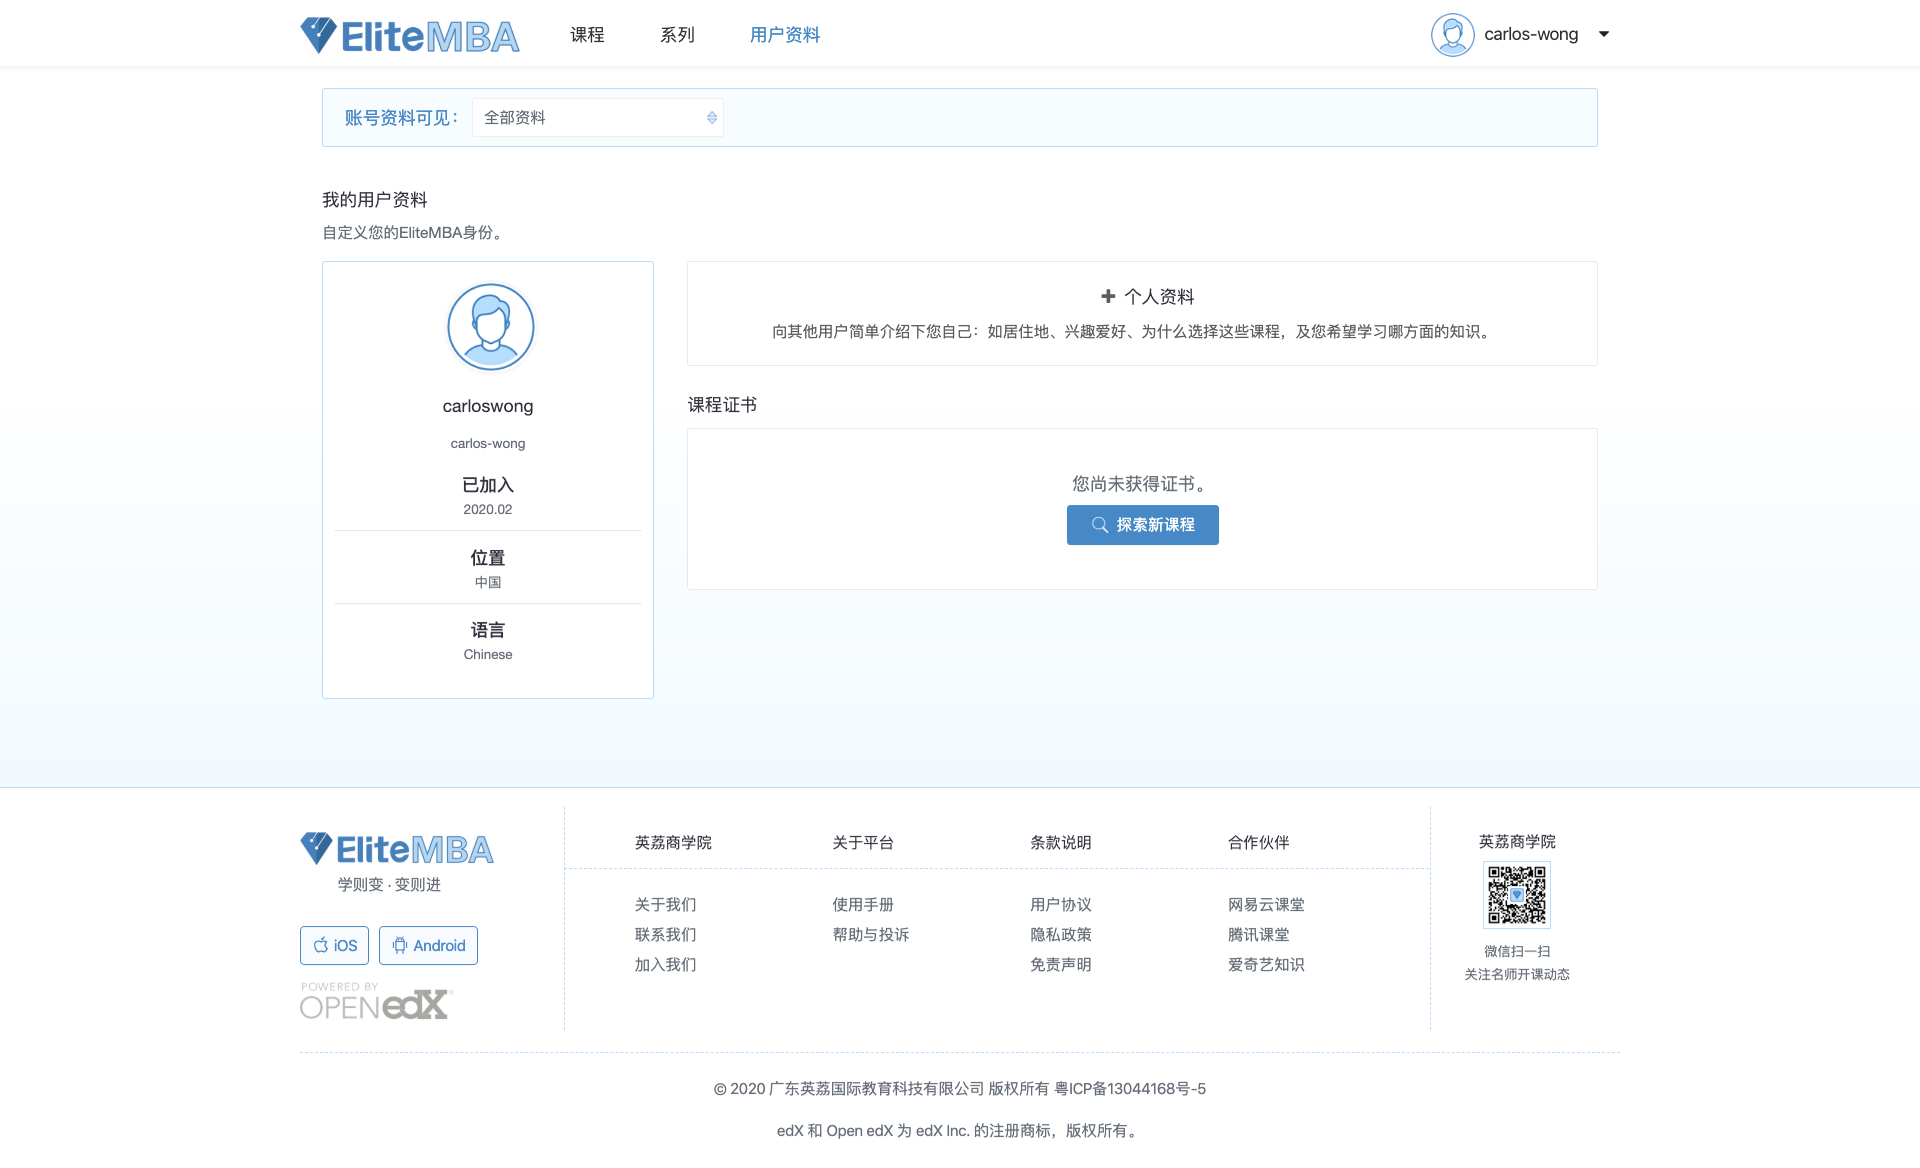 EliteMBA
课程
系列
用户资料
carlos-wong
账号资料可见：
全部资料
我的用户资料
自定义您的EliteMBA身份。
carloswong
carlos-wong
已加入
2020.02
位置
中国
语言
Chinese
个人资料
向其他用户简单介绍下您自己：如居住地、兴趣爱好、为什么选择这些课程，及您希望学习哪方面的知识。
课程证书
您尚未获得证书。
探索新课程
EliteMBA
学则变 · 变则进
iOS
Android
POWERED BY
OPEN edX
英荔商学院
关于我们
联系我们
加入我们
关于平台
使用手册
帮助与投诉
条款说明
用户协议
隐私政策
免责声明
合作伙伴
网易云课堂
腾讯课堂
爱奇艺知识
英荔商学院
微信扫一扫
关注名师开课动态
© 2020 广东英荔国际教育科技有限公司 版权所有 粤ICP备13044168号-5
edX 和 Open edX 为 edX Inc. 的注册商标，版权所有。